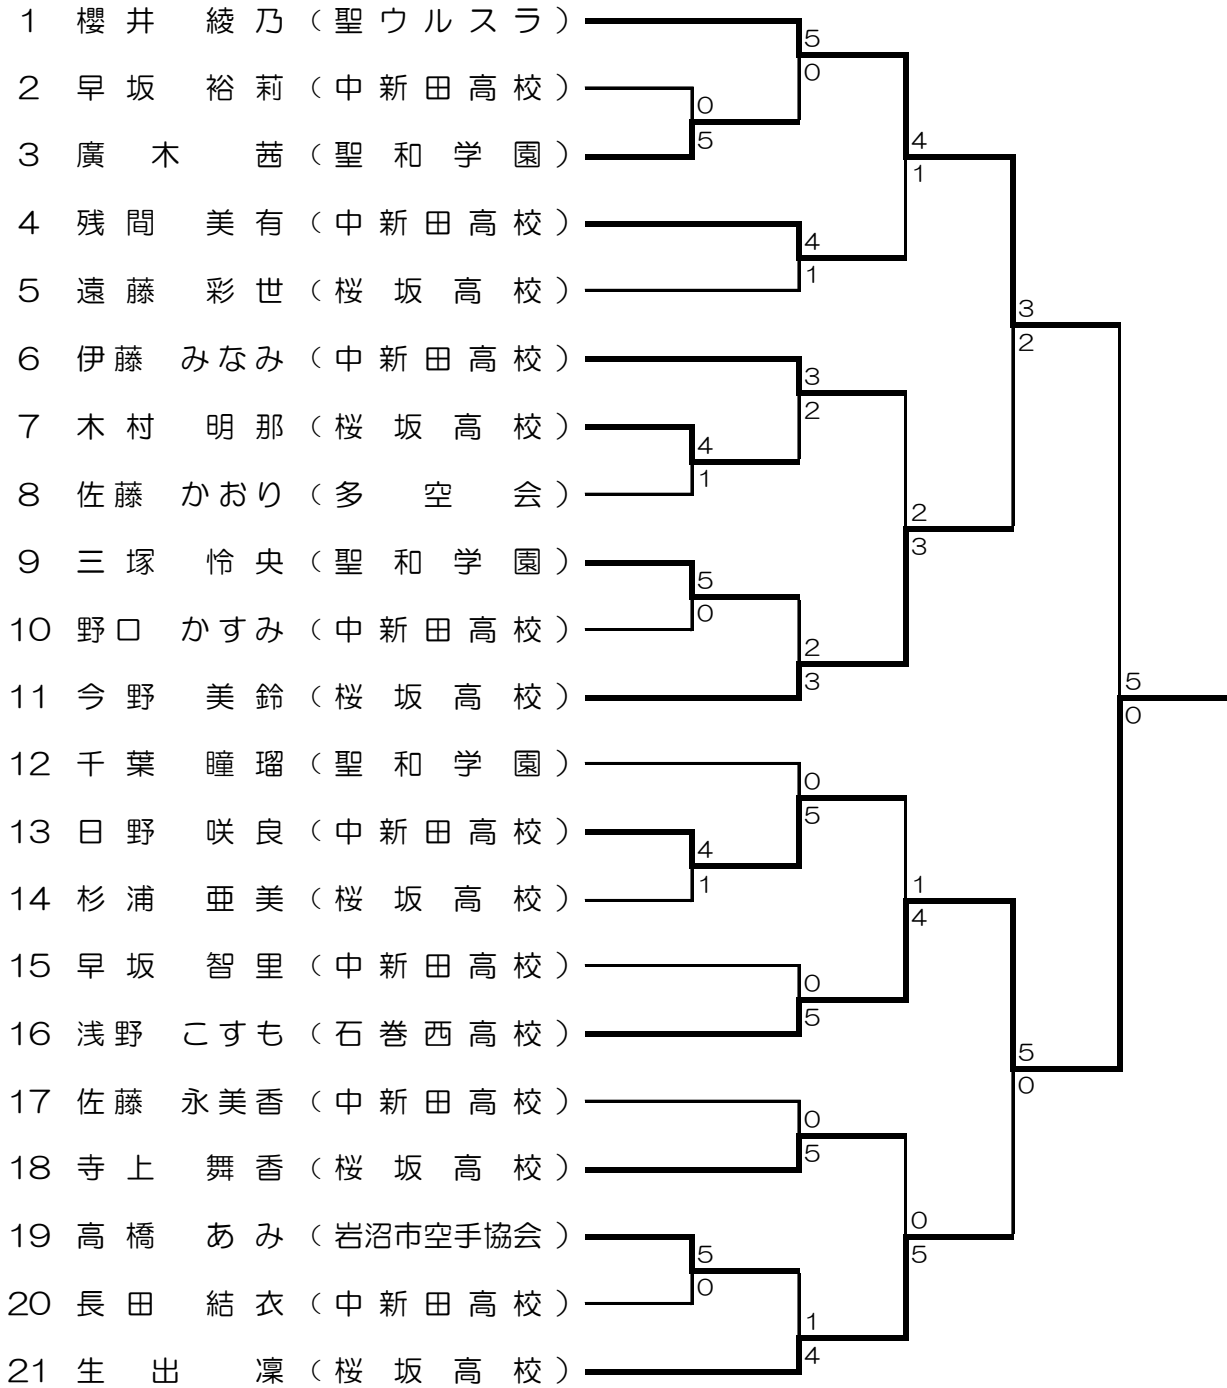 1 櫻井 綾乃（聖ウルスラ）
5
0
2 早坂 裕莉（中新田高校）
0
5
3 廣木 茜（聖和学園）
4
1
4 残間 美有（中新田高校）
4
1
5 遠藤 彩世（桜坂高校）
3
2
6 伊藤 みなみ（中新田高校）
3
2
7 木村 明那（桜坂高校）
4
1
8 佐藤 かおり（多空会）
2
3
9 三塚 怜央（聖和学園）
5
0
10 野口 かすみ（中新田高校）
2
3
11 今野 美鈴（桜坂高校）
5
0
12 千葉 瞳瑠（聖和学園）
0
5
13 日野 咲良（中新田高校）
4
1
14 杉浦 亜美（桜坂高校）
1
4
15 早坂 智里（中新田高校）
0
5
16 浅野 こすも（石巻西高校）
5
0
17 佐藤 永美香（中新田高校）
0
5
18 寺上 舞香（桜坂高校）
0
5
19 高橋 あみ（岩沼市空手協会）
5
0
20 長田 結衣（中新田高校）
1
4
21 生出 凜（桜坂高校）